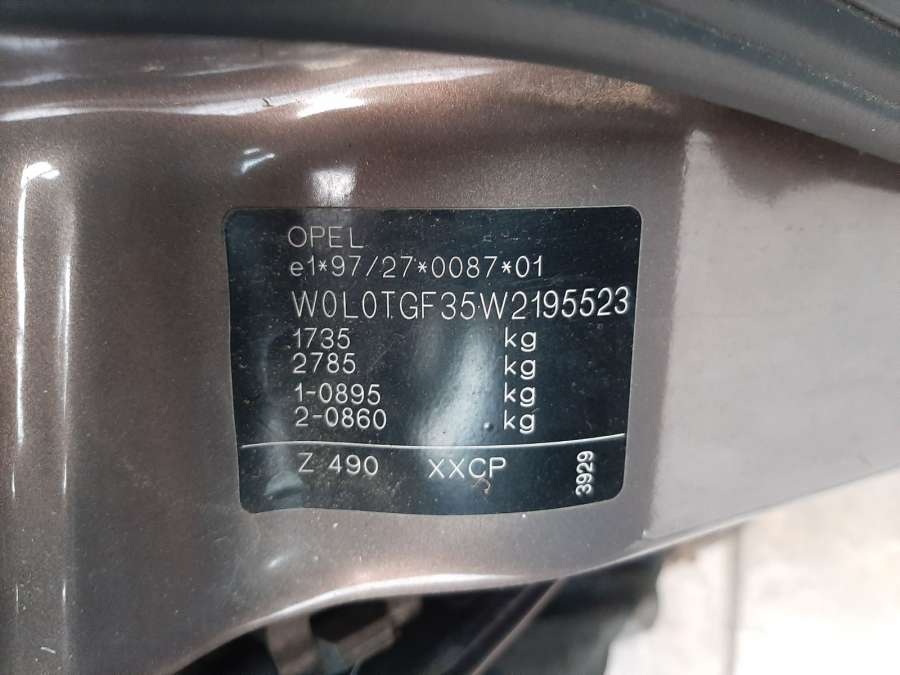 OPEL
e1*97/27*0087*01
W0L0TGF35W2195523
1735 kg
2785 kg
1-0895 kg
2-0860 kg
Z 490 XXCP
3929